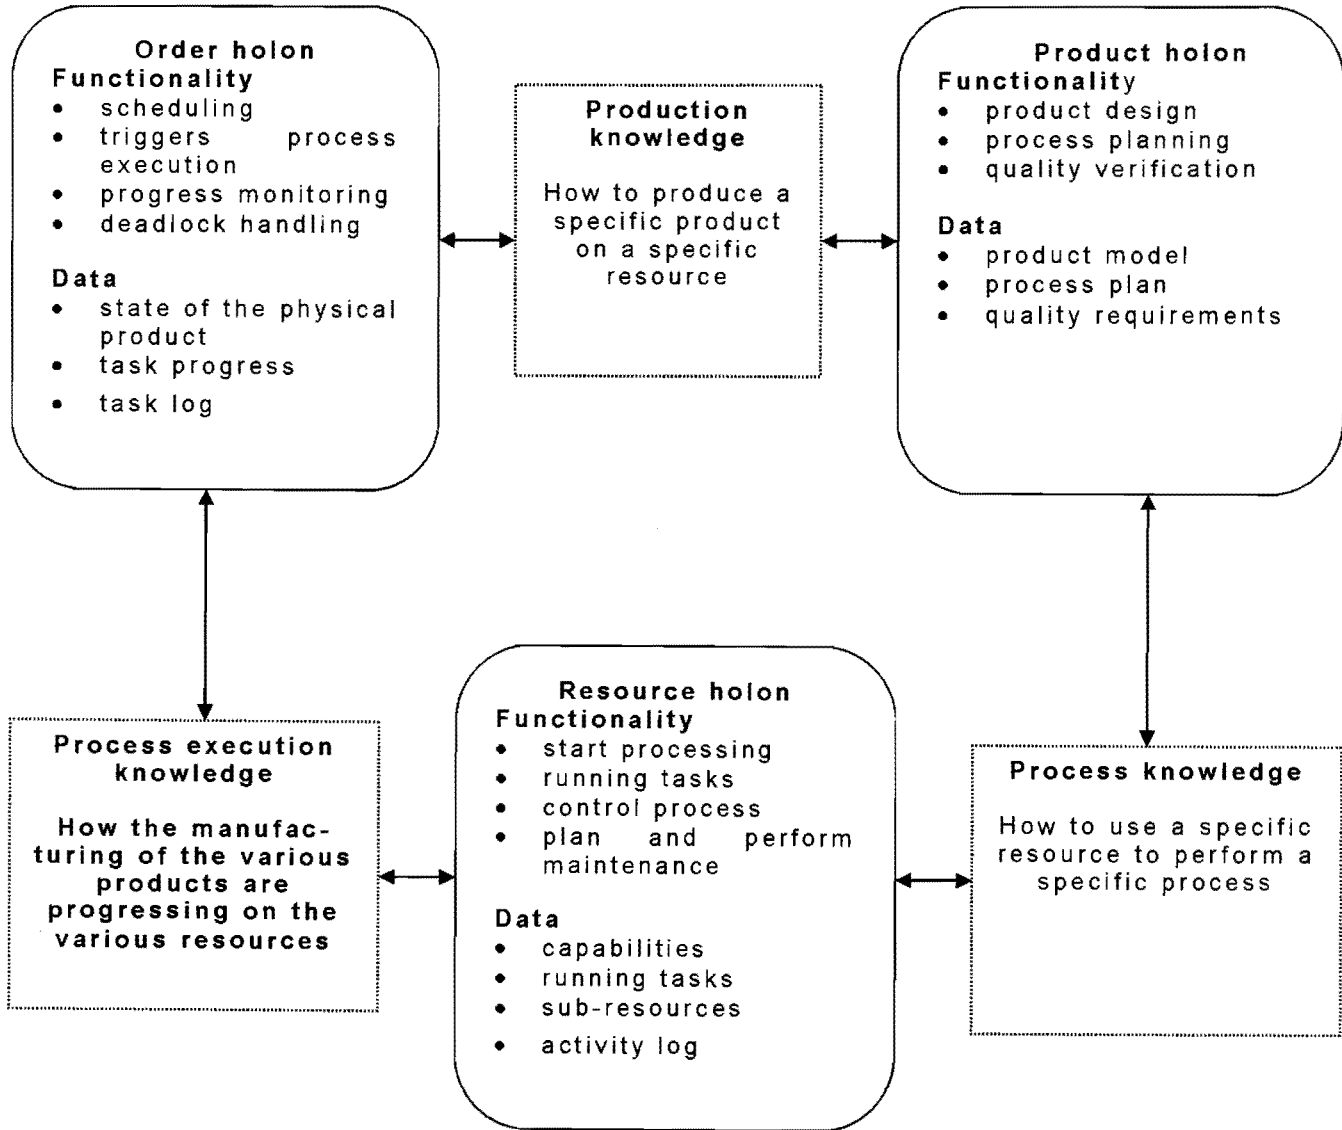 Order holon
Functionality
• scheduling
• triggers process
execution
• progress monitoring
• deadlock handling
Data
• state of the physical
product
• task progress
• task log
Production
knowledge
How to produce a
specific product
on a specific
resource
Product holon
Functionality
• product design
• process planning
• quality verification
Data
• product model
• process plan
• quality requirements
Process execution
knowledge
How the manufac-
turing of the various
products are
progressing on the
various resources
Resource holon
Functionality
• start processing
• running tasks
• control process
• plan and perform
maintenance
Data
• capabilities
• running tasks
• sub-resources
• activity log
Process knowledge
How to use a specific
resource to perform a
specific process